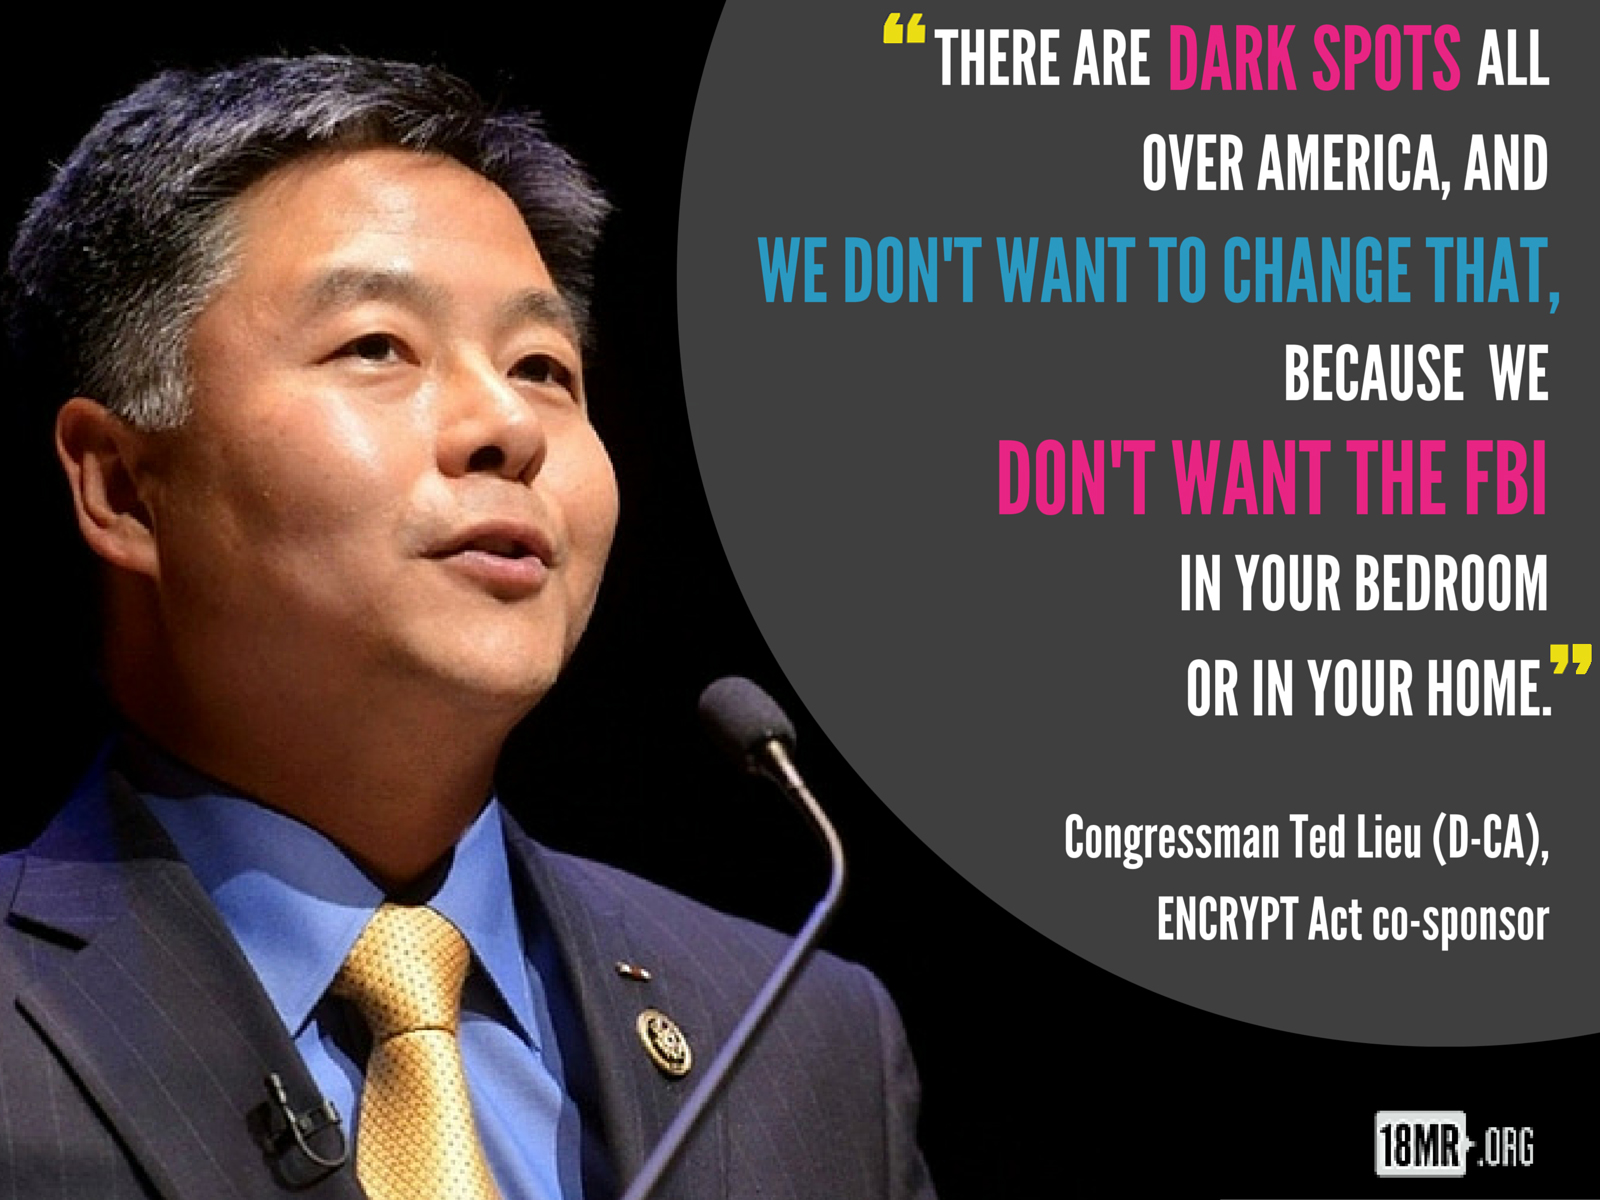 “THERE ARE DARK SPOTS ALL
OVER AMERICA, AND
WE DON'T WANT TO CHANGE THAT,
BECAUSE WE
DON'T WANT THE FBI
IN YOUR BEDROOM
OR IN YOUR HOME.”
Congressman Ted Lieu (D-CA),
ENCRYPT Act co-sponsor
18MR.ORG